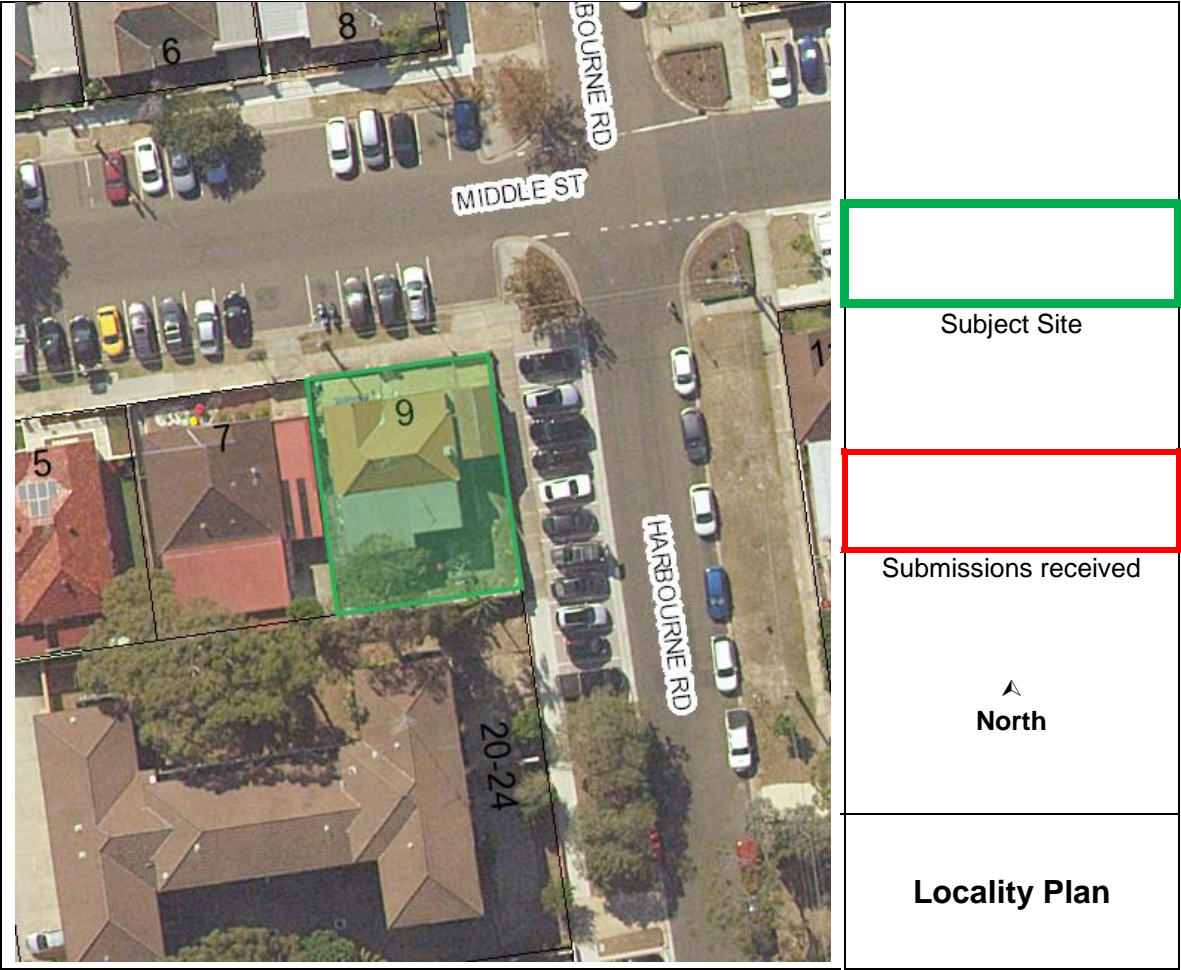 6
8
BOURNE RD
MIDDLE ST
9
7
5
HARBOURNE RD
20-24
Subject Site
Submissions received
North
Locality Plan